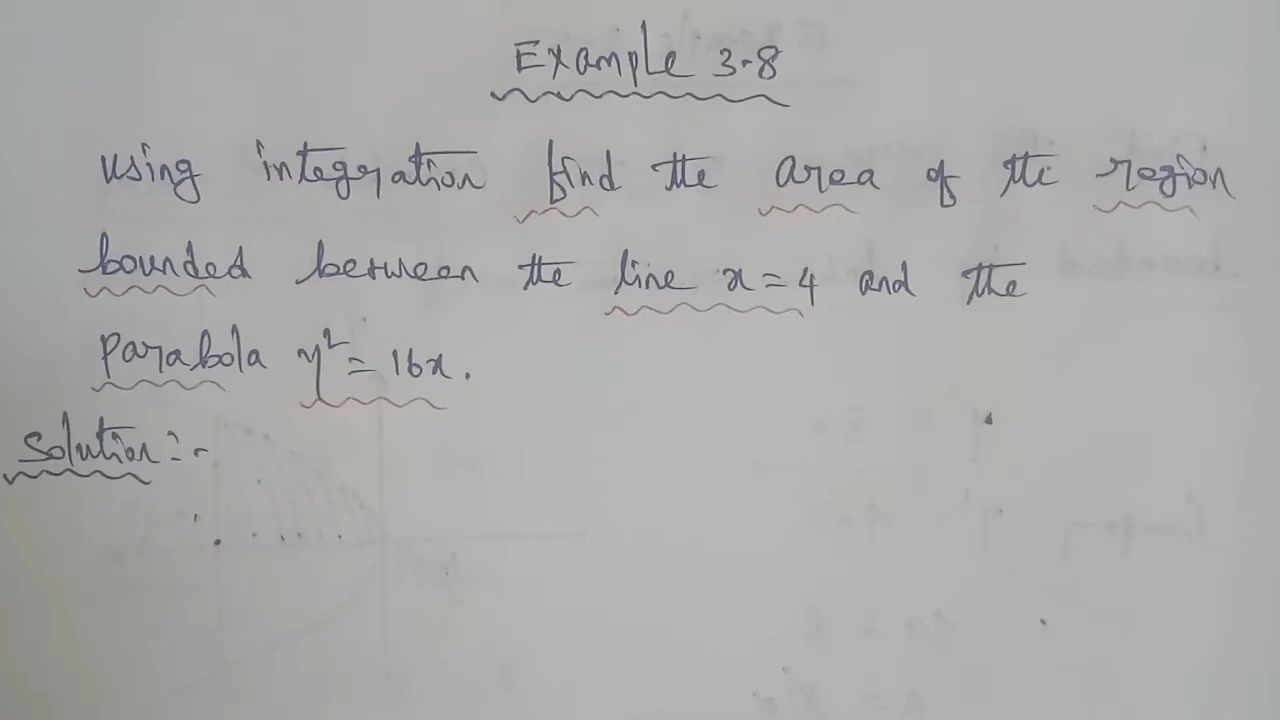 Example 3.8
using integration find the area of the region
bounded between the line x = 4 and the
parabola y² = 16x.
Solution:-